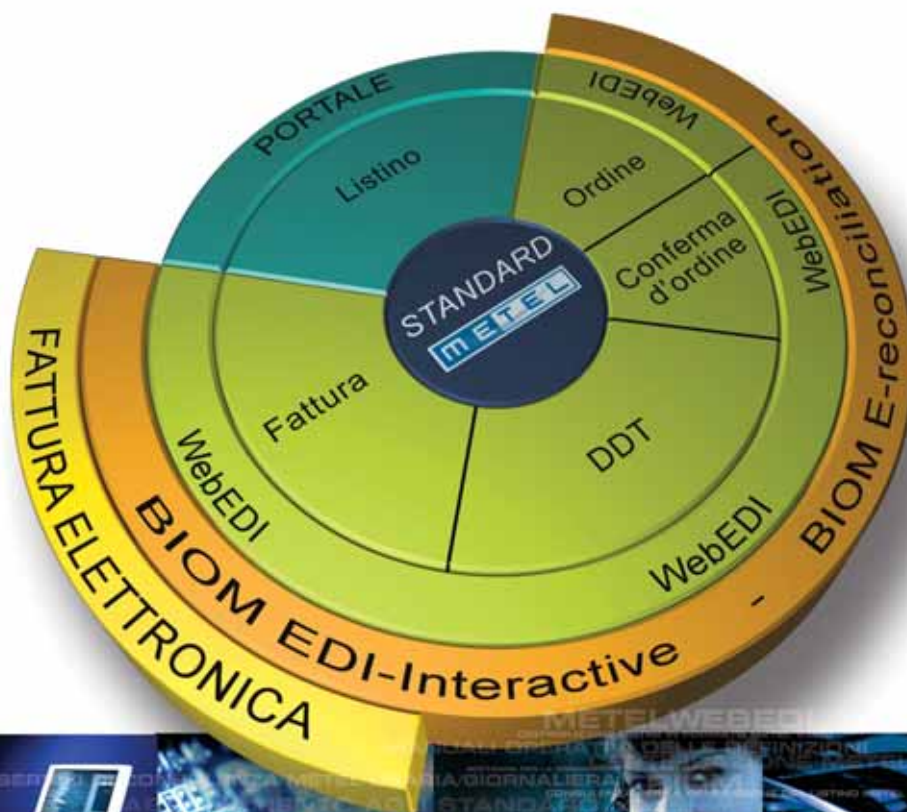 PORTALE
Listino
WebEDI
Ordine
WebEDI
Conferma
d'ordine
STANDARD
METEL
Fattura
WebEDI
DDT
WebEDI
FATTURA ELETTRONICA
BIOM EDI-Interactive - BIOM E-reconciliation
METELWEBEDI